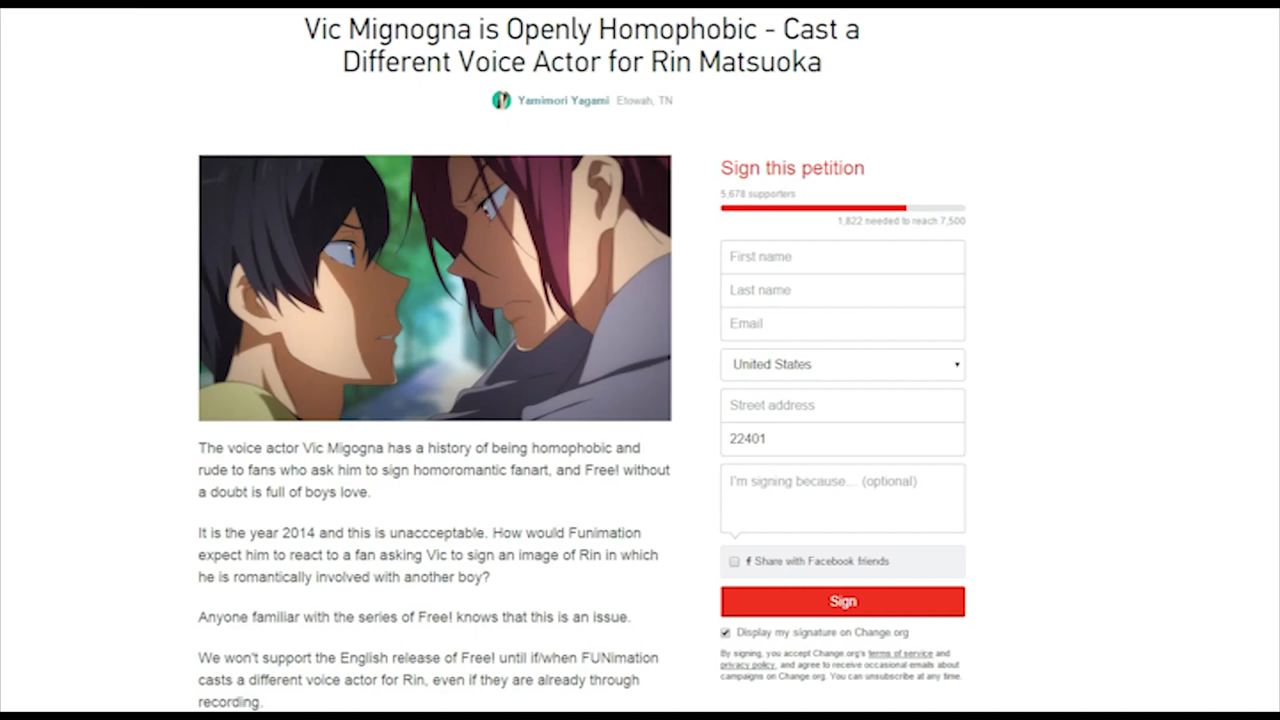 Vic Mignogna is Openly Homophobic - Cast a
Different Voice Actor for Rin Matsuoka
Yamimori Yagami Etowah, TN
The voice actor Vic Migogna has a history of being homophobic and
rude to fans who ask him to sign homoromantic fanart, and Free! without
a doubt is full of boys love.
It is the year 2014 and this is unaccceptable. How would Funimation
expect him to react to a fan asking Vic to sign an image of Rin in which
he is romantically involved with another boy?
Anyone familiar with the series of Free! knows that this is an issue.
We won't support the English release of Free! until if/when FUNimation
casts a different voice actor for Rin, even if they are already through
recording.
Sign this petition
5,678 supporters
1,822 needed to reach 7,500
First name
Last name
Email
United States
Street address
22401
I'm signing because... (optional)
f Share with Facebook friends
Sign
Display my signature on Change.org
By signing, you accept Change.org's terms of service and
privacy policy, and agree to receive occasional emails about
campaigns on Change.org. You can unsubscribe at any time.